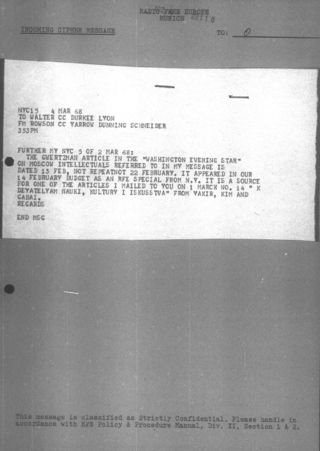 RADIO FREE EUROPE
MUNICH
INCOMING CIPHER MESSAGE
TO:
NYC15 4 MAR 68
TO WALTER CC DURKEE LYON
FM ROWSON CC YARROW DUNNING SCHNEIDER
353PM
FURTHER MY NYC 5 OF 2 MAR 68:
THE GWERTZMAN ARTICLE IN THE "WASHINGTON EVENING STAR"
ON MOSCOW INTELLECTUALS REFERRED TO IN MY MESSAGE IS
DATED 13 FEB, NOT REPEATNOT 22 FEBRUARY. IT APPEARED IN OUR
14 FEBRUARY BUDGET AS AN RFE SPECIAL FROM N.Y. IT IS A SOURCE
FOR ONE OF THE ARTICLES I MAILED TO YOU ON 1 MARCH NO. 14 " K
DEYATELYAM NAUKI, KULTURY I ISKUSSTVA" FROM YAKIR, KIM AND
GABAI.
REGARDS
END MSG
This message is classified as Strictly Confidential. Please handle in
accordance with RFE Policy & Procedure Manual, Div. II, Section 1 & 2.